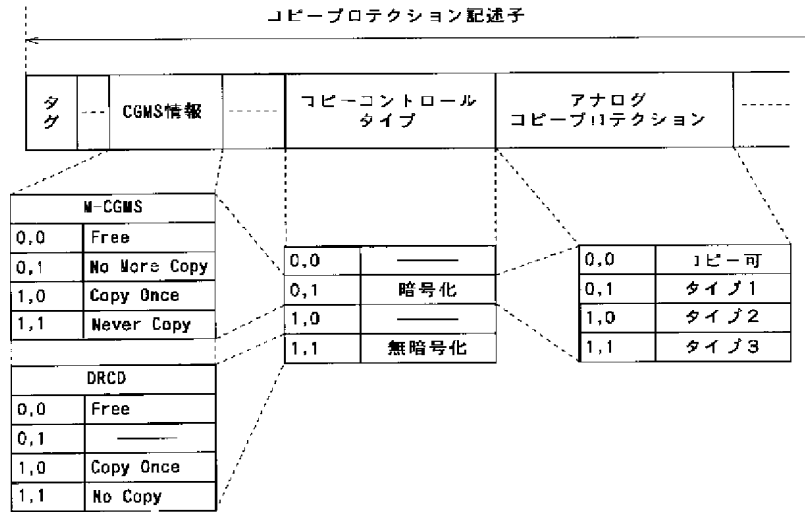 コピープロテクション記述子
タグ
CGMS情報
コピーコントロール
タイプ
アナログ
コピープロテクション
M-CGMS
0,0 Free
0,1 No More Copy
1,0 Copy Once
1,1 Never Copy
DRCD
0,0 Free
0,1
1,0 Copy Once
1,1 No Copy
0,0
0,1 暗号化
1,0
1,1 無暗号化
0,0 コピー可
0,1 タイプ1
1,0 タイプ2
1,1 タイプ3